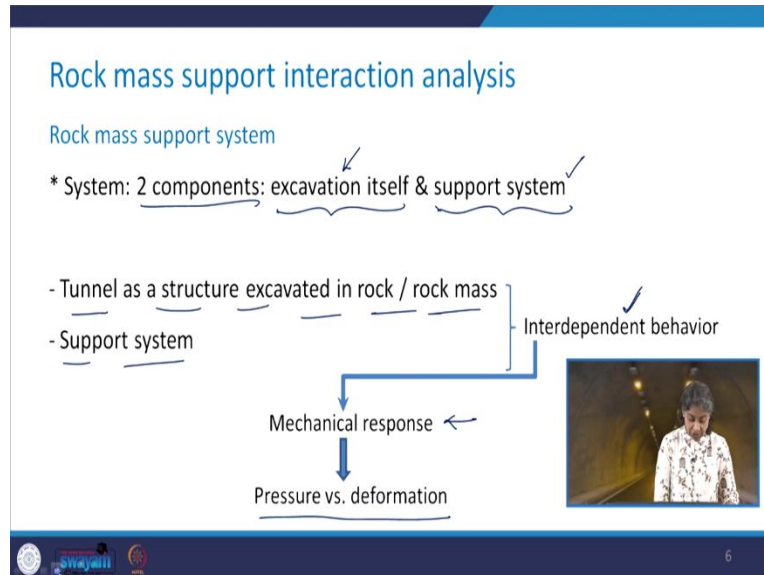 Rock mass support interaction analysis
Rock mass support system
* System: 2 components: excavation itself & support system
- Tunnel as a structure excavated in rock / rock mass
- Support system
Interdependent behavior
Mechanical response
Pressure vs. deformation
swayam
6